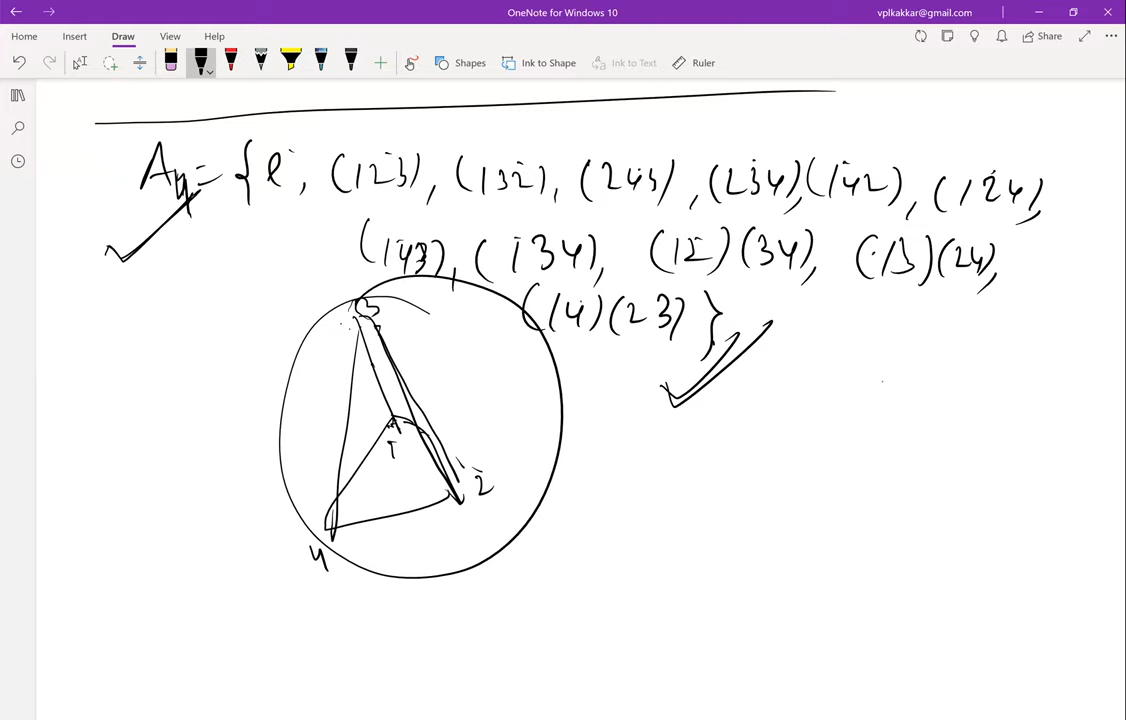 OneNote for Windows 10
vplkakkar@gmail.com
Home Insert Draw View Help
Share
Shapes Ink to Shape Ink to Text Ruler
A4 = {e, (123), (132), (243), (234), (142), (124),
(143), (134), (12)(34), (13)(24),
(14)(23)}
3
1
2
4